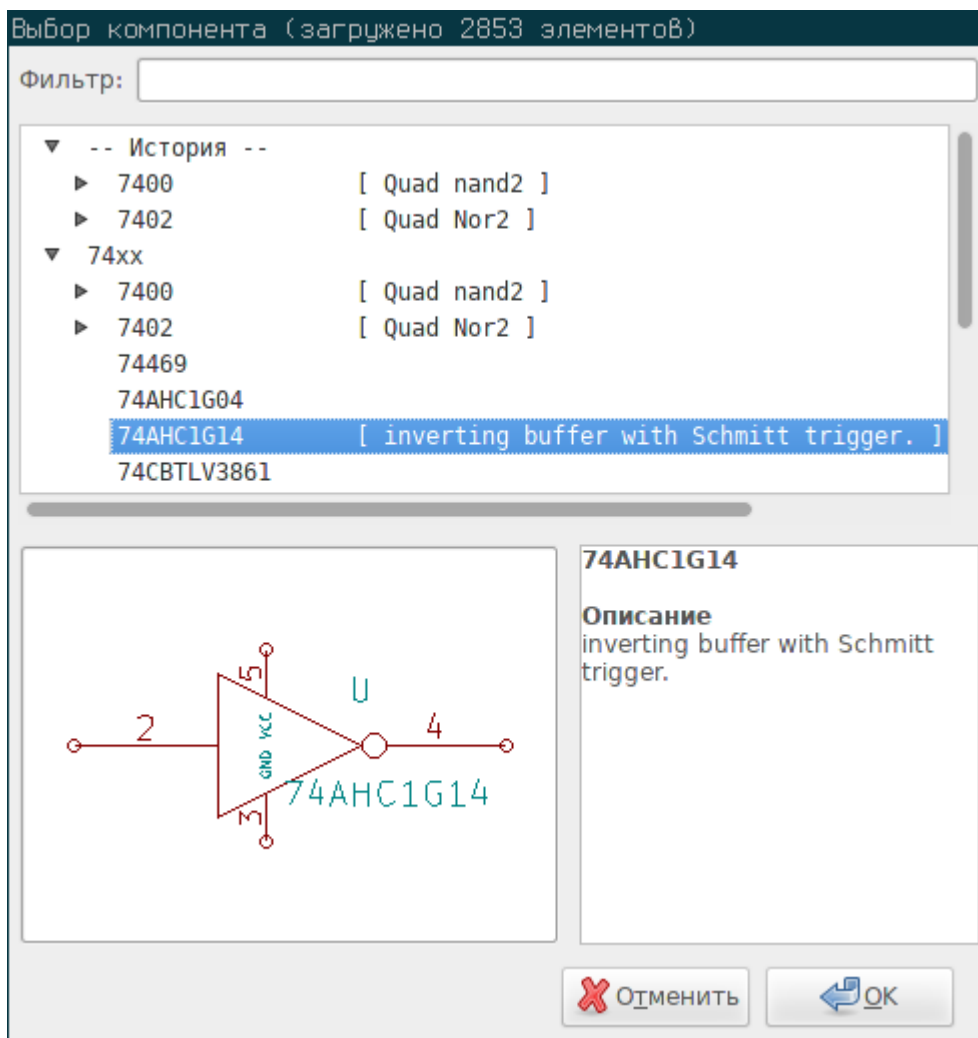 Выбор компонента (загружено 2853 элементов)
Фильтр:
-- История --
7400 [ Quad nand2 ]
7402 [ Quad Nor2 ]
74xx
7400 [ Quad nand2 ]
7402 [ Quad Nor2 ]
74469
74AHC1G04
74AHC1G14 [ inverting buffer with Schmitt trigger. ]
74CBTLV3861
5
U
2
GND VCC
4
74AHC1G14
3
74AHC1G14
Описание
inverting buffer with Schmitt
trigger.
Отменить
OK